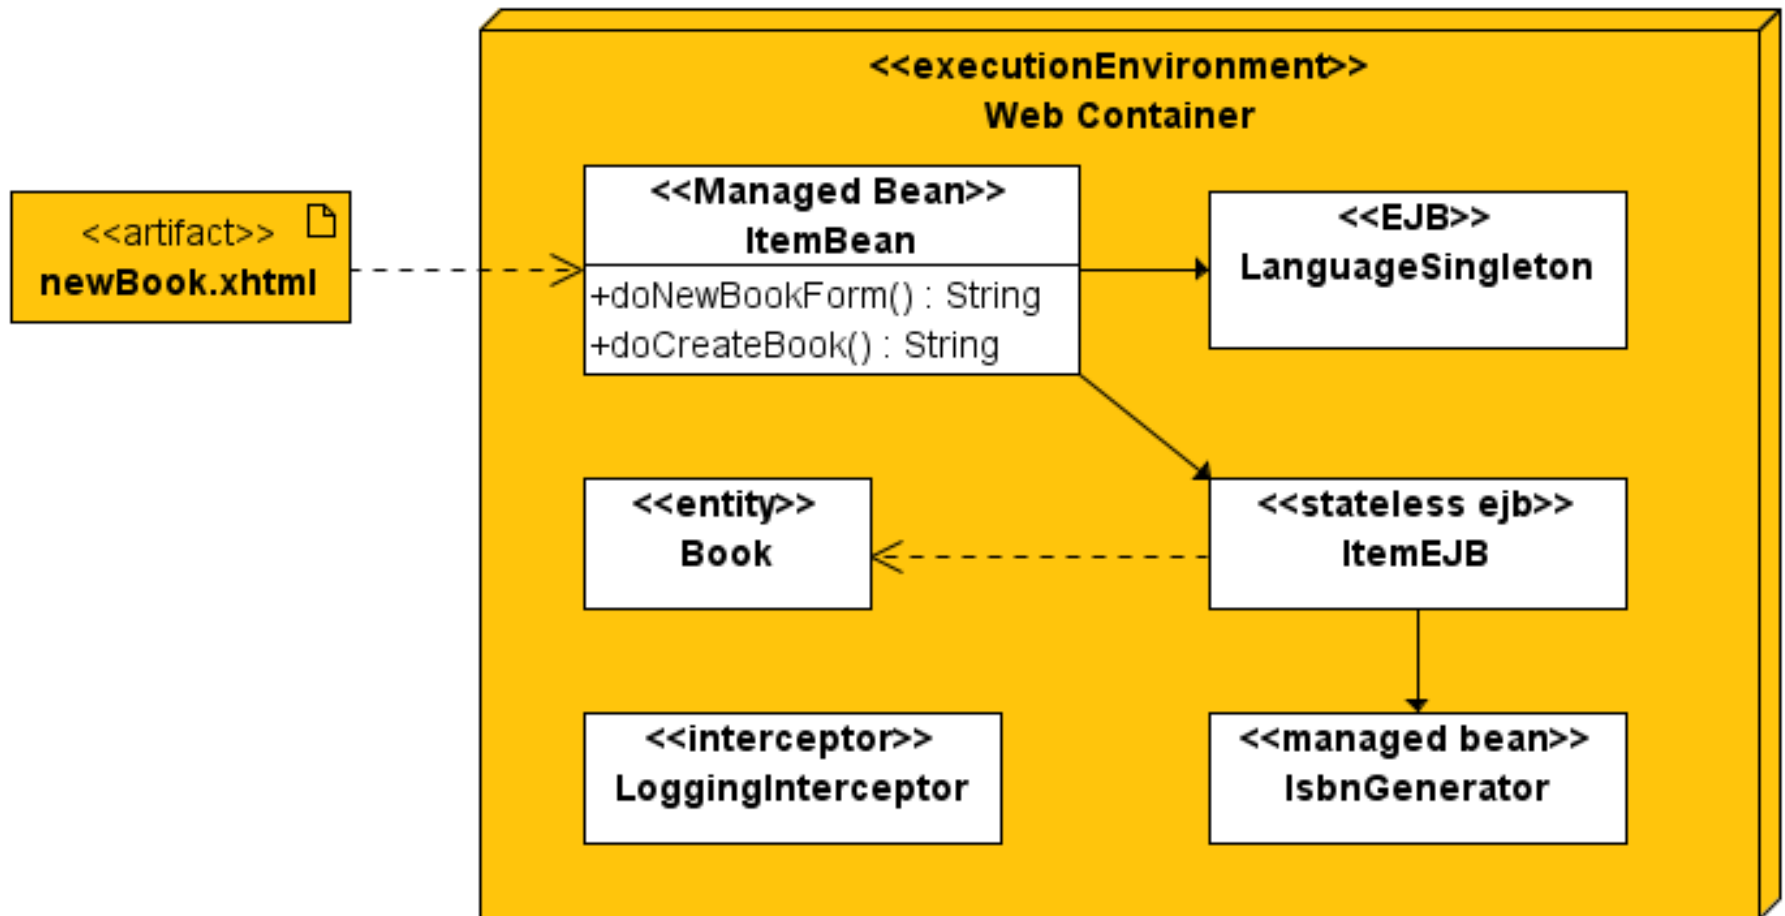 <<executionEnvironment>>
Web Container
<<artifact>>
newBook.xhtml
<<Managed Bean>>
ItemBean
+doNewBookForm() : String
+doCreateBook() : String
<<EJB>>
LanguageSingleton
<<entity>>
Book
<<stateless ejb>>
ItemEJB
<<interceptor>>
LoggingInterceptor
<<managed bean>>
IsbnGenerator